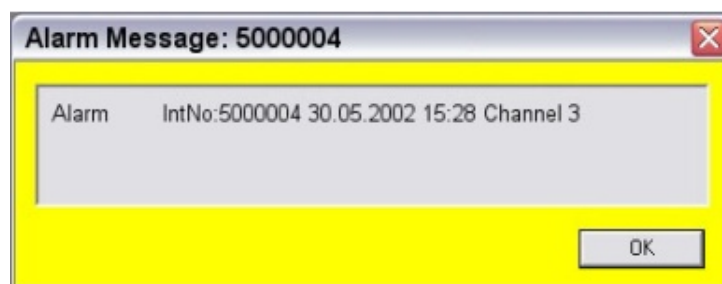 Alarm Message: 5000004
Alarm IntNo:5000004 30.05.2002 15:28 Channel 3
OK